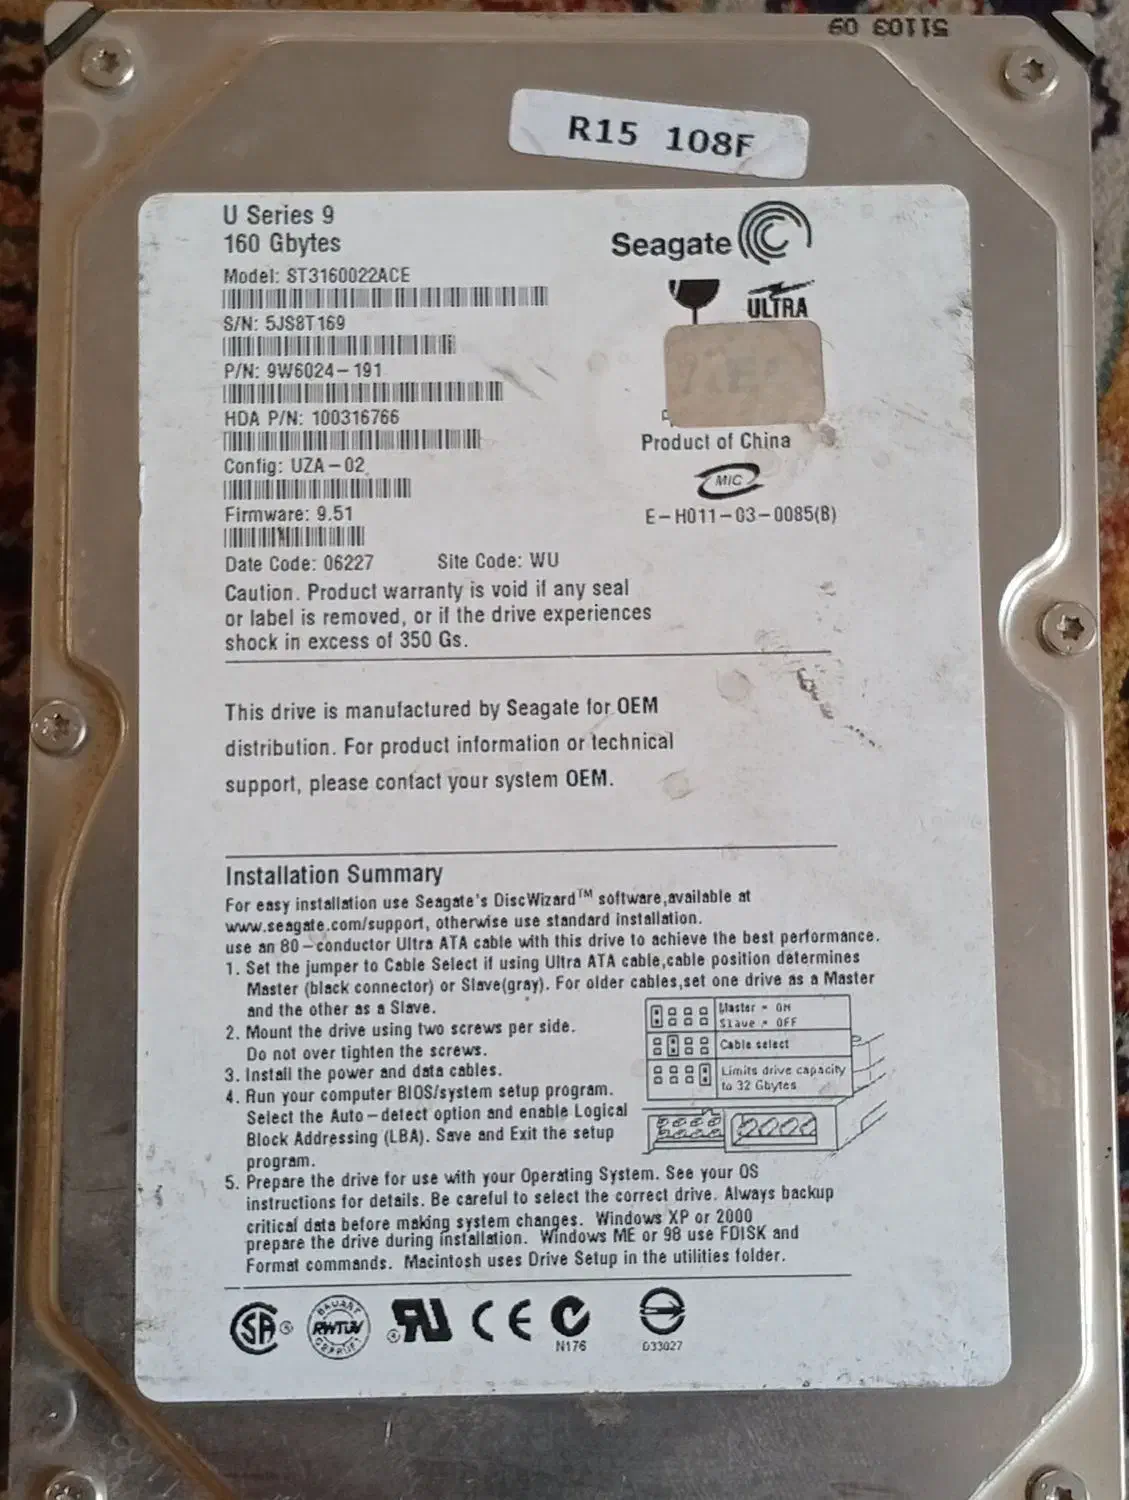 51103 09
R15 108F
U Series 9
160 Gbytes
Seagate
Model: ST3160022ACE
ULTRA
S/N: 5JS8T169
P/N: 9W6024-191
HDA P/N: 100316766
Product of China
Config: UZA-02
MIC
Firmware: 9.51
E-H011-03-0085(B)
Date Code: 06227 Site Code: WU
Caution. Product warranty is void if any seal
or label is removed, or if the drive experiences
shock in excess of 350 Gs.
This drive is manufactured by Seagate for OEM
distribution. For product information or technical
support, please contact your system OEM.
Installation Summary
For easy installation use Seagate's DiscWizard™ software,available at
www.seagate.com/support, otherwise use standard installation.
use an 80-conductor Ultra ATA cable with this drive to achieve the best performance.
1. Set the jumper to Cable Select if using Ultra ATA cable,cable position determines
Master (black connector) or Slave(gray). For older cables,set one drive as a Master
and the other as a Slave.
2. Mount the drive using two screws per side.
Do not over tighten the screws.
3. Install the power and data cables.
4. Run your computer BIOS/system setup program.
Select the Auto-detect option and enable Logical
Block Addressing (LBA). Save and Exit the setup
program.
Master = ON
Slave = OFF
Cable select
Limits drive capacity
to 32 Gbytes
5. Prepare the drive for use with your Operating System. See your OS
instructions for details. Be careful to select the correct drive. Always backup
critical data before making system changes. Windows XP or 2000
prepare the drive during installation. Windows ME or 98 use FDISK and
Format commands. Macintosh uses Drive Setup in the utilities folder.
BAUART
RWTÜV
GEPRÜFT
CE
N176
D33027